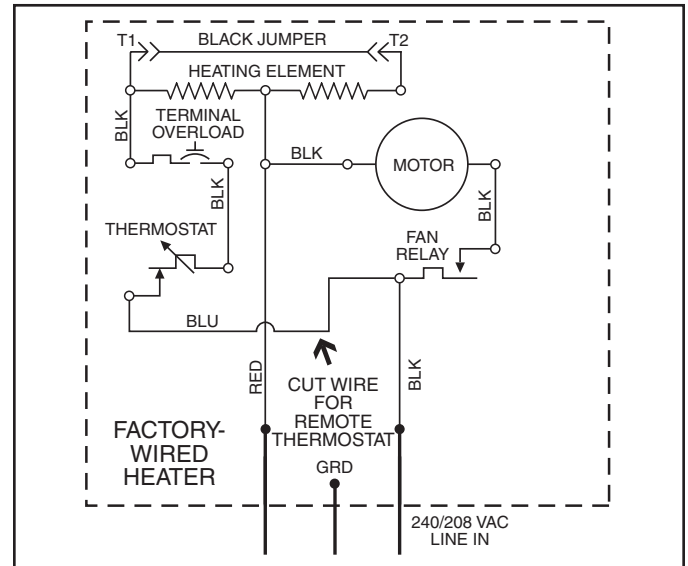 T1
BLACK JUMPER
T2
HEATING ELEMENT
BLK
TERMINAL
OVERLOAD
BLK
MOTOR
BLK
BLK
THERMOSTAT
FAN
RELAY
BLU
RED
CUT WIRE
FOR
REMOTE
THERMOSTAT
BLK
FACTORY-
WIRED
HEATER
GRD
240/208 VAC
LINE IN